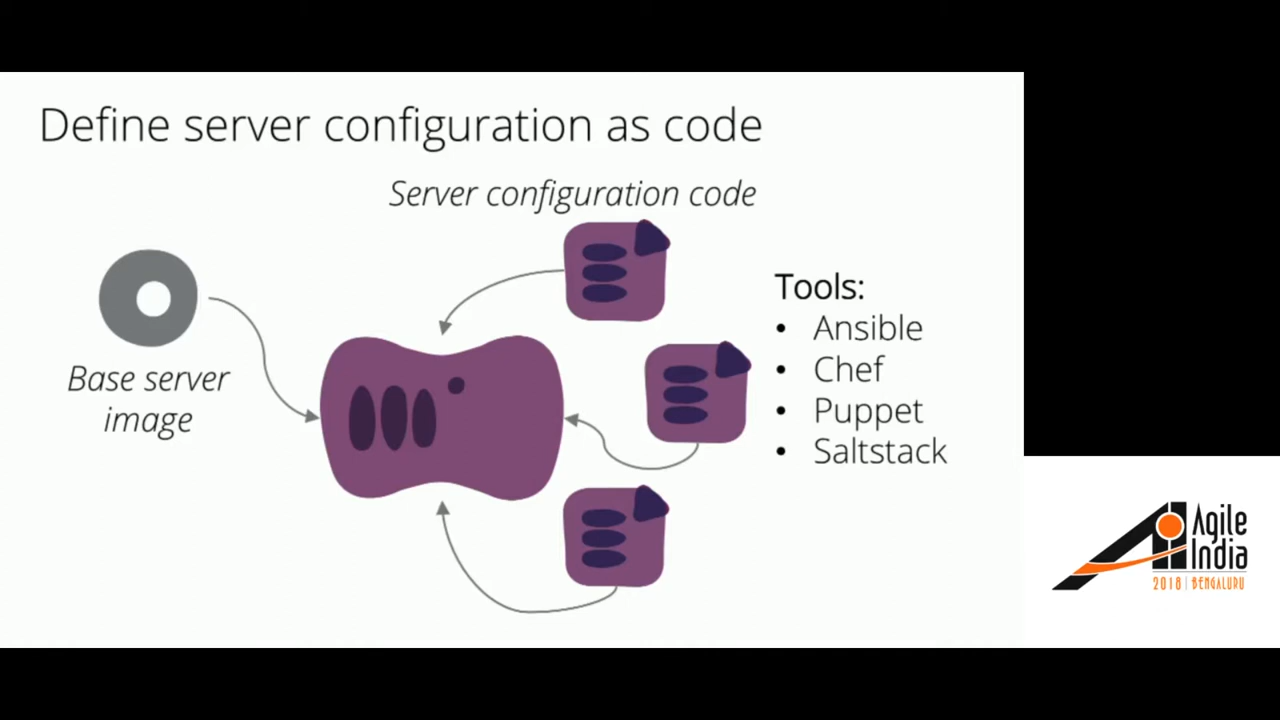 Define server configuration as code
Server configuration code
Base server
image
Tools:
• Ansible
• Chef
• Puppet
• Saltstack
Agile
India
2018 | BENGALURU